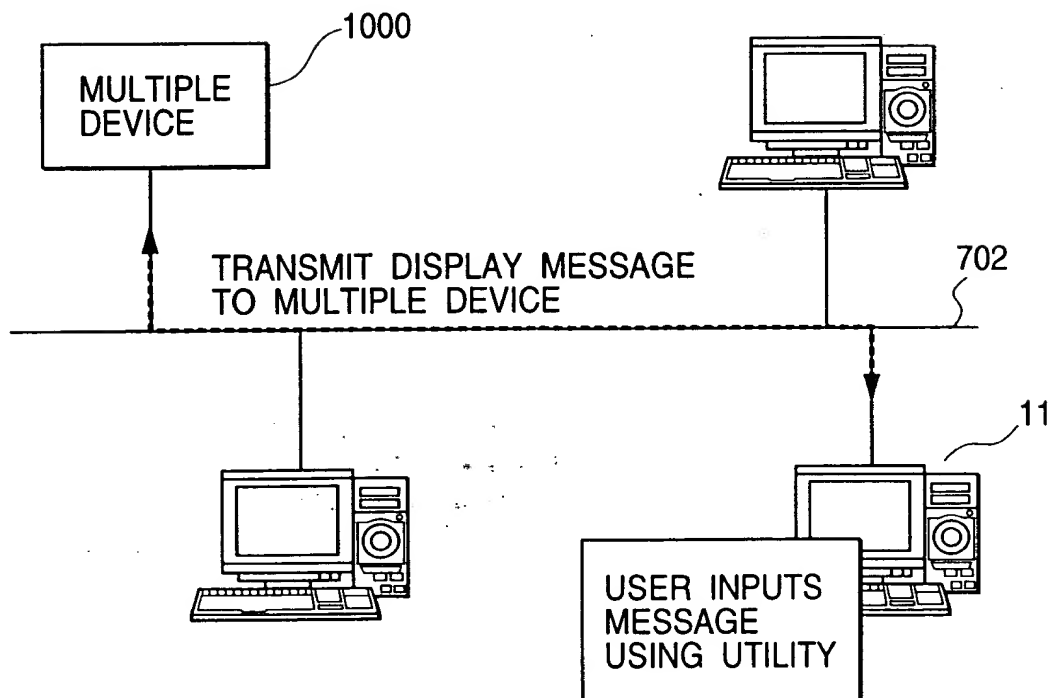 1000
MULTIPLE
DEVICE
TRANSMIT DISPLAY MESSAGE
TO MULTIPLE DEVICE
702
11
USER INPUTS
MESSAGE
USING UTILITY